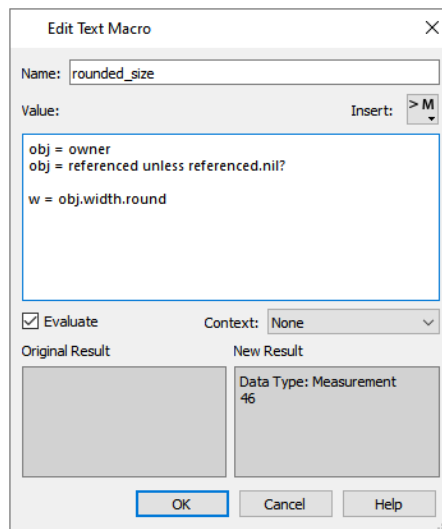 Edit Text Macro
Name: rounded_size
Value: Insert: > M
obj = owner
obj = referenced unless referenced.nil?
w = obj.width.round
Evaluate Context: None
Original Result New Result
Data Type: Measurement
46
OK Cancel Help